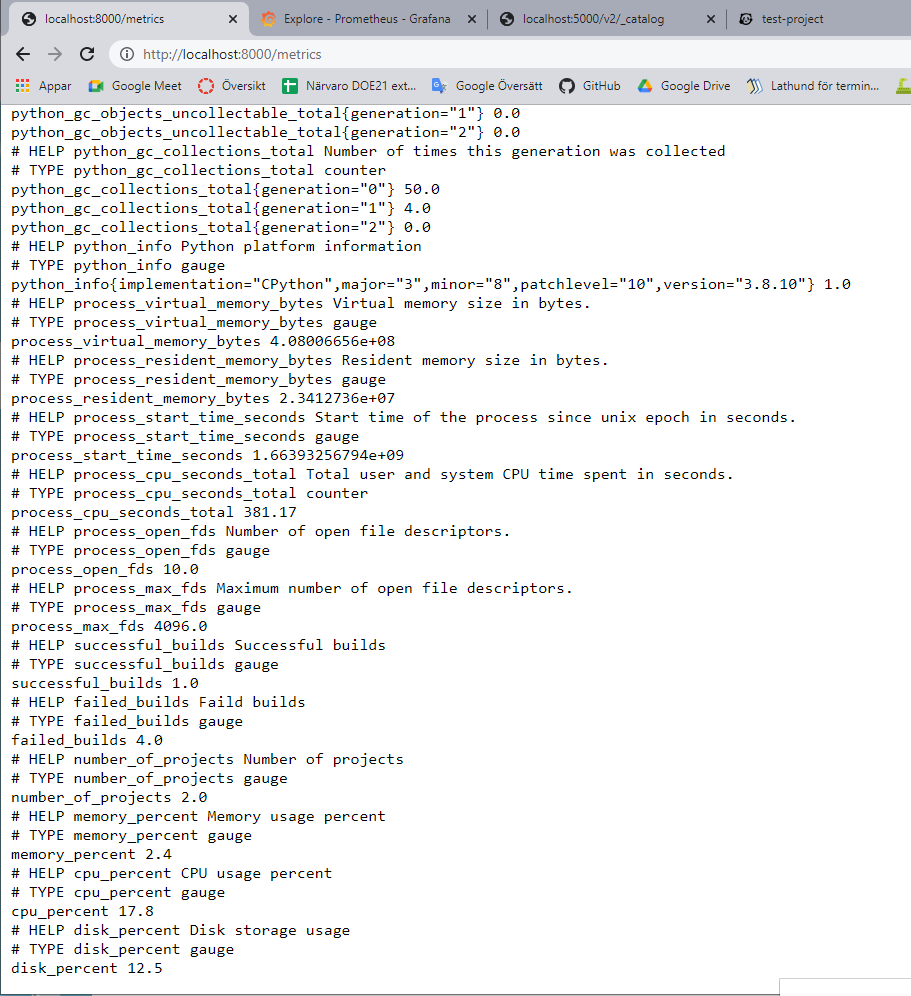 localhost:8000/metrics
Explore - Prometheus - Grafana
localhost:5000/v2/_catalog
test-project
http://localhost:8000/metrics
Appar Google Meet Översikt Närvaro DOE21 ext... Google Översätt GitHub Google Drive Lathund för termin...
python_gc_objects_uncollectable_total{generation="1"} 0.0
python_gc_objects_uncollectable_total{generation="2"} 0.0
# HELP python_gc_collections_total Number of times this generation was collected
# TYPE python_gc_collections_total counter
python_gc_collections_total{generation="0"} 50.0
python_gc_collections_total{generation="1"} 4.0
python_gc_collections_total{generation="2"} 0.0
# HELP python_info Python platform information
# TYPE python_info gauge
python_info{implementation="CPython",major="3",minor="8",patchlevel="10",version="3.8.10"} 1.0
# HELP process_virtual_memory_bytes Virtual memory size in bytes.
# TYPE process_virtual_memory_bytes gauge
process_virtual_memory_bytes 4.08006656e+08
# HELP process_resident_memory_bytes Resident memory size in bytes.
# TYPE process_resident_memory_bytes gauge
process_resident_memory_bytes 2.3412736e+07
# HELP process_start_time_seconds Start time of the process since unix epoch in seconds.
# TYPE process_start_time_seconds gauge
process_start_time_seconds 1.66393256794e+09
# HELP process_cpu_seconds_total Total user and system CPU time spent in seconds.
# TYPE process_cpu_seconds_total counter
process_cpu_seconds_total 381.17
# HELP process_open_fds Number of open file descriptors.
# TYPE process_open_fds gauge
process_open_fds 10.0
# HELP process_max_fds Maximum number of open file descriptors.
# TYPE process_max_fds gauge
process_max_fds 4096.0
# HELP successful_builds Successful builds
# TYPE successful_builds gauge
successful_builds 1.0
# HELP failed_builds Faild builds
# TYPE failed_builds gauge
failed_builds 4.0
# HELP number_of_projects Number of projects
# TYPE number_of_projects gauge
number_of_projects 2.0
# HELP memory_percent Memory usage percent
# TYPE memory_percent gauge
memory_percent 2.4
# HELP cpu_percent CPU usage percent
# TYPE cpu_percent gauge
cpu_percent 17.8
# HELP disk_percent Disk storage usage
# TYPE disk_percent gauge
disk_percent 12.5